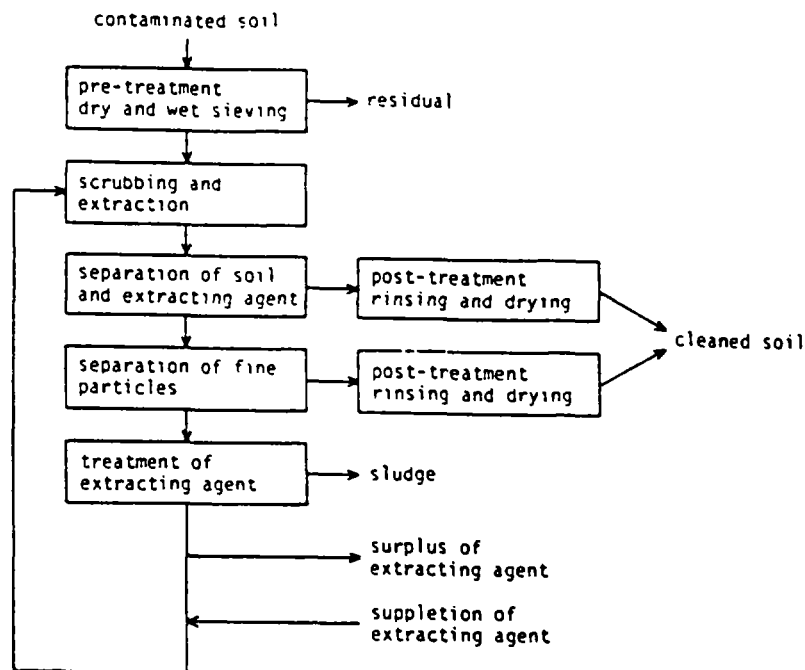 contaminated soil
pre-treatment
dry and wet sieving
residual
scrubbing and
extraction
separation of soil
and extracting agent
post-treatment
rinsing and drying
cleaned soil
separation of fine
particles
post-treatment
rinsing and drying
treatment of
extracting agent
sludge
surplus of
extracting agent
suppletion of
extracting agent